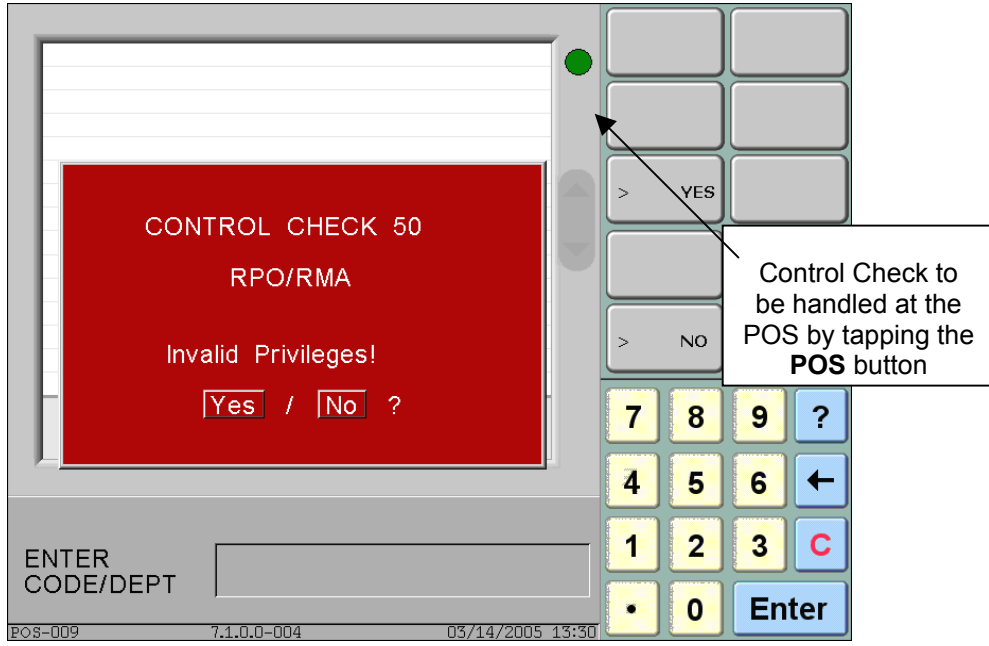 CONTROL CHECK 50
RPO/RMA
Invalid Privileges!
Yes / No ?
> YES
> NO
Control Check to
be handled at the
POS by tapping the
POS button
7 8 9 ?
4 5 6 ←
1 2 3 C
• 0 Enter
ENTER
CODE/DEPT
POS-009 7.1.0.0-004 03/14/2005 13:30